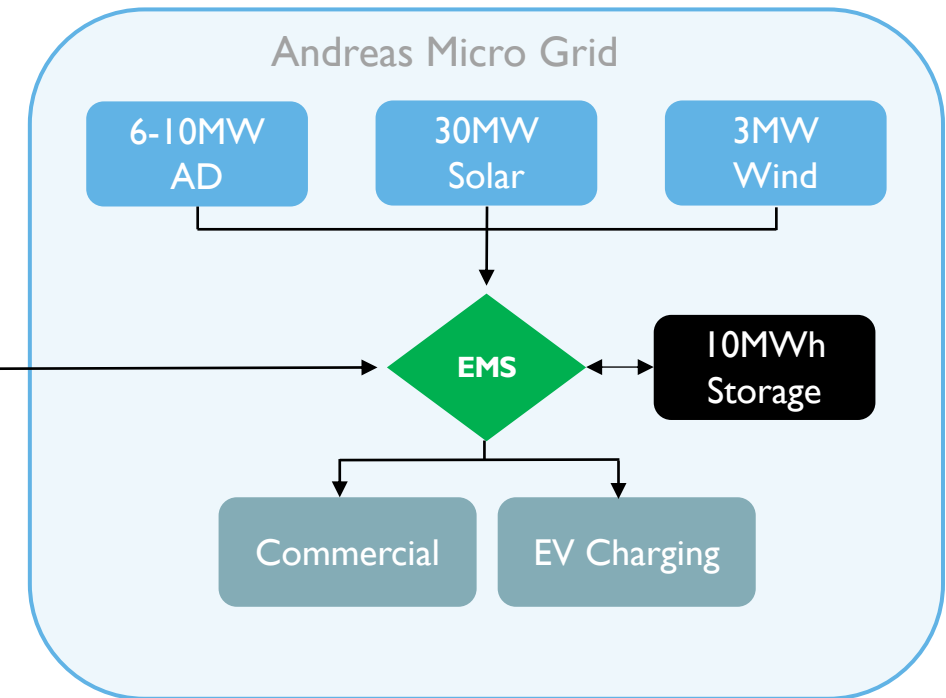 Andreas Micro Grid
6-10MW
AD
30MW
Solar
3MW
Wind
EMS
10MWh
Storage
Commercial
EV Charging